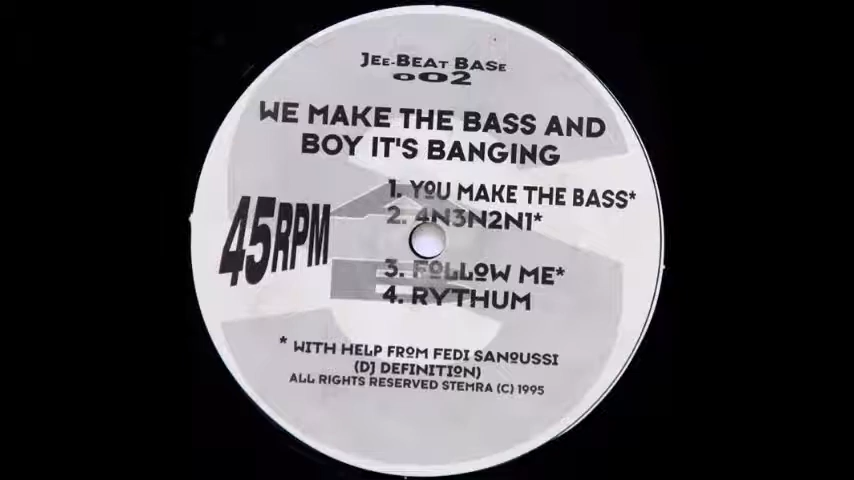 JEE-BEAT BASE
002
WE MAKE THE BASS AND
BOY IT'S BANGING
1. YOU MAKE THE BASS*
2. 4N3N2N1*
45RPM
3. FOLLOW ME*
4. RYTHUM
* WITH HELP FROM FEDI SANOUSSI
(DJ DEFINITION)
ALL RIGHTS RESERVED STEMRA (C) 1995